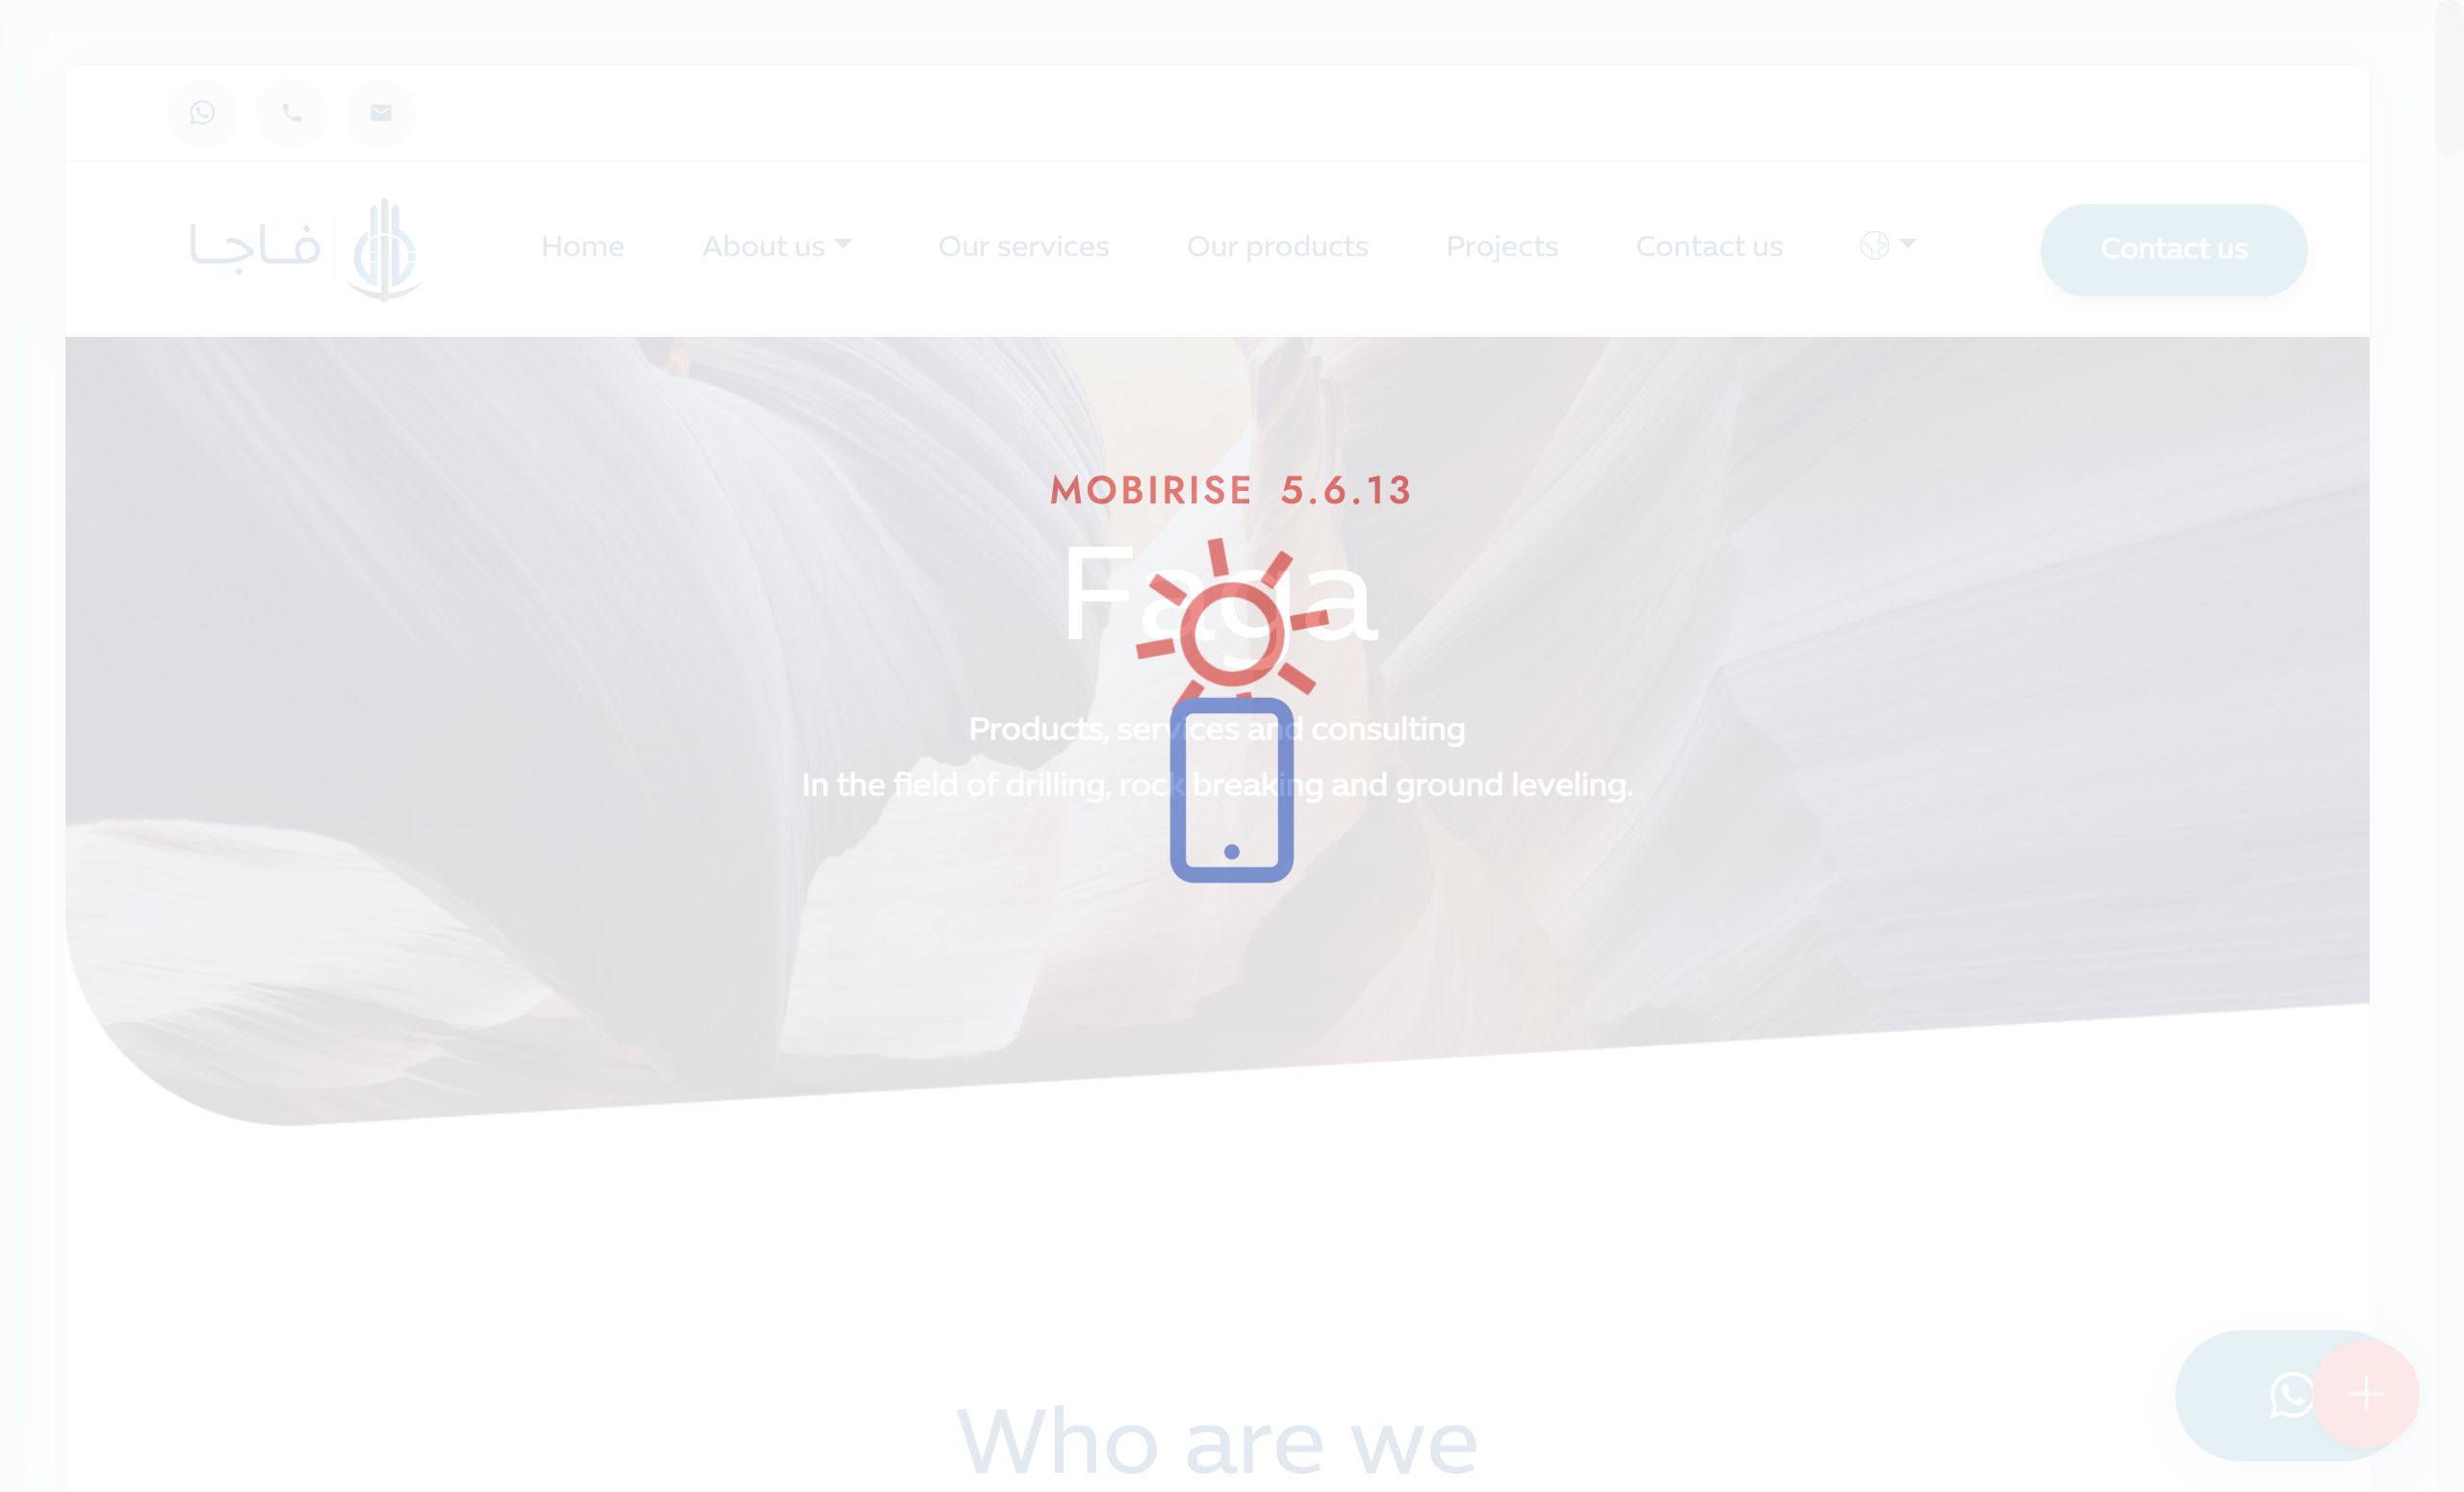 فاجا
Home
About us
Our services
Our products
Projects
Contact us
Contact us
MOBIRISE 5.6.13
Faga
Products, services and consulting
In the field of drilling, rock breaking and ground leveling.
Who are we